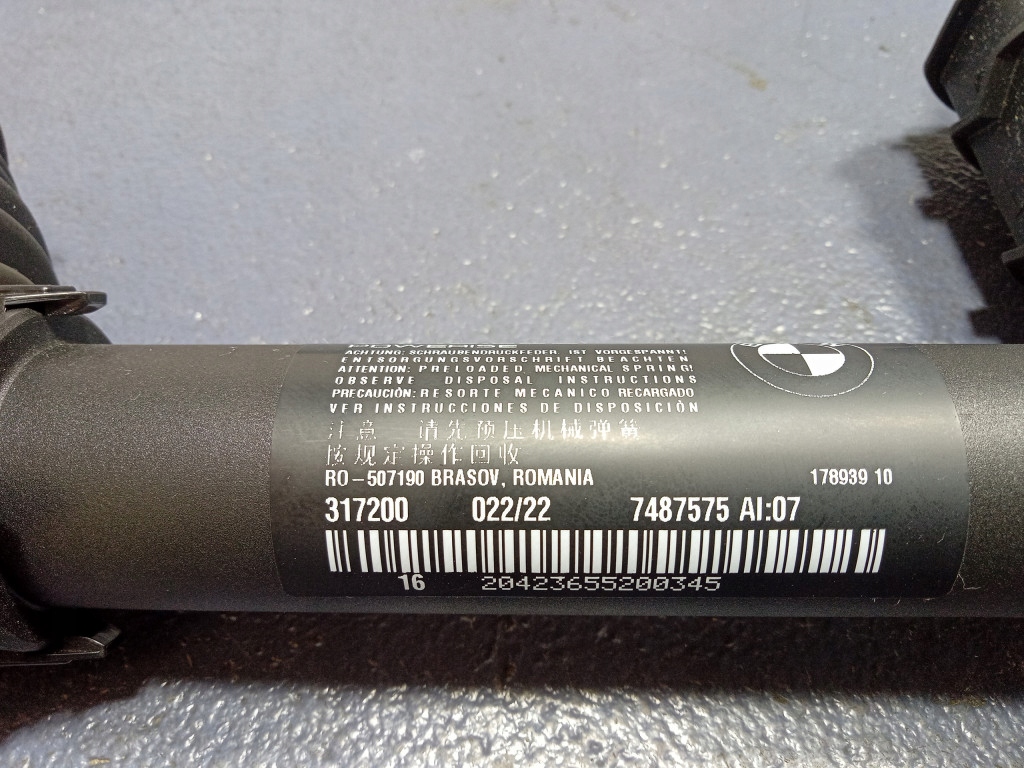 POWERISE
ACHTUNG: SCHRAUBENDRUCKFEDER IST VORGESPANNT!
ENTSORGUNGSVORSCHRIFT BEACHTEN
ATTENTION: PRELOADED MECHANICAL SPRING!
OBSERVE DISPOSAL INSTRUCTIONS
PRECAUCIÓN: RESORTE MECANICO RECARGADO
VER INSTRUCCIONES DE DISPOSICIÓN
注意 请先预压机械弹簧
按规定操作回收
RO-507190 BRASOV, ROMANIA 178939 10
317200 022/22 7487575 AI:07
16 20423655200345